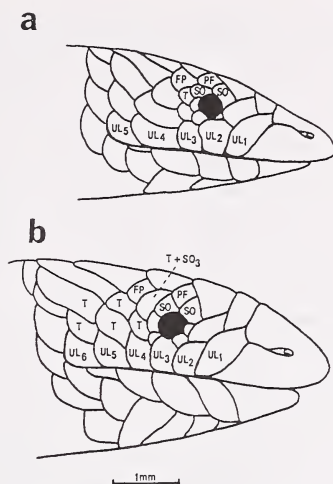 a
FP PF
T SO SO
UL5 UL4 UL3 UL2 UL1
b
T + SO3
FP PF
T T SO
T T SO
UL6 UL5 UL4 UL3 UL2 UL1
1mm